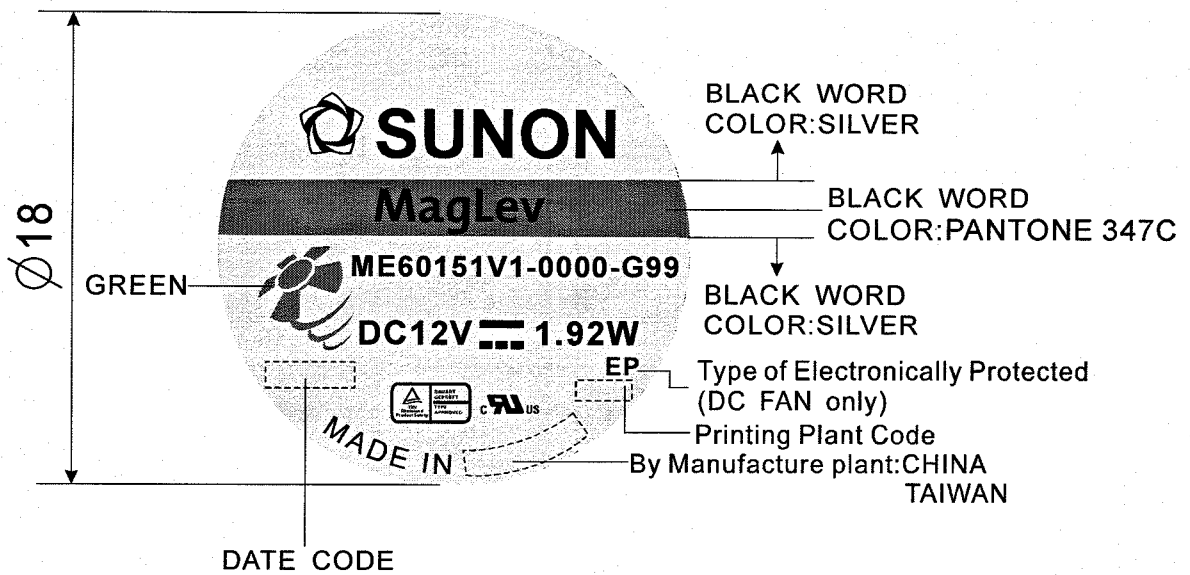 SUNON
MagLev
ME60151V1-0000-G99
DC12V 1.92W
EP
c US
MADE IN
Ø18
GREEN
DATE CODE
BLACK WORD
COLOR:SILVER
BLACK WORD
COLOR:PANTONE 347C
BLACK WORD
COLOR:SILVER
Type of Electronically Protected
(DC FAN only)
Printing Plant Code
By Manufacture plant:CHINA
TAIWAN